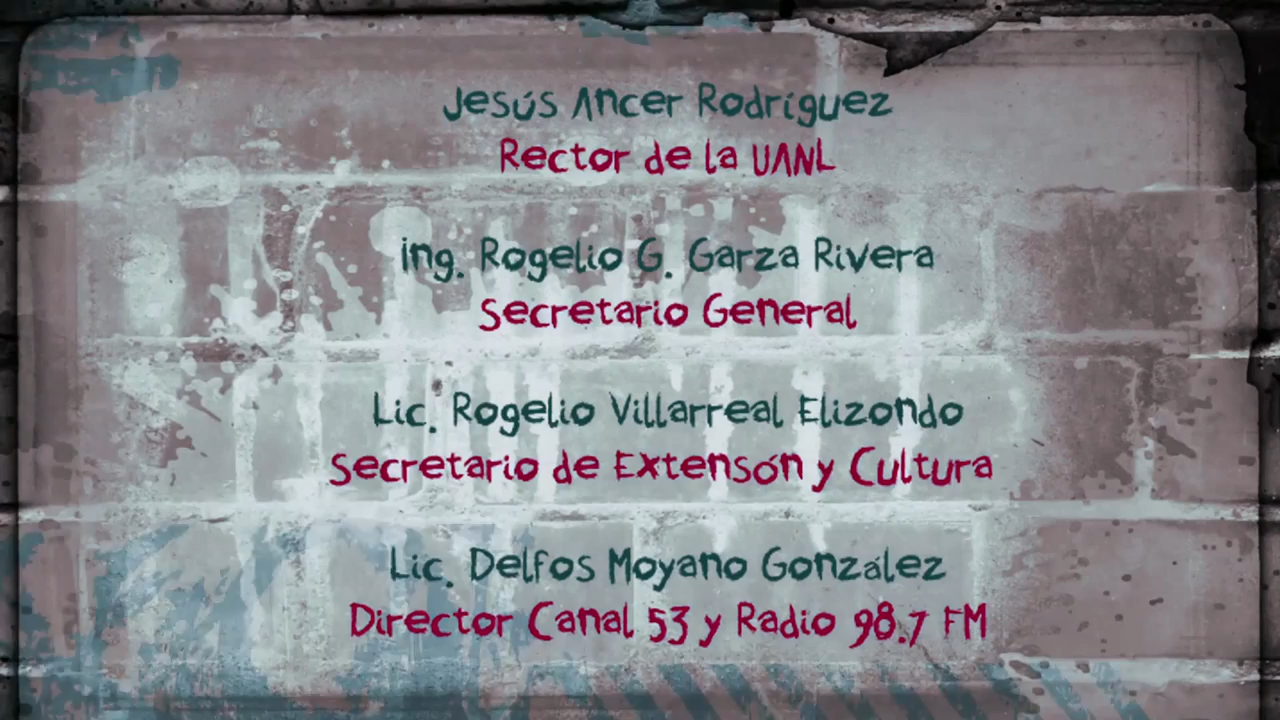 Jesús Ancer Rodríguez
Rector de la UANL
ing. Rogelio G. Garza Rivera
Secretario General
Lic. Rogelio Villarreal Elizondo
Secretario de Extensón y Cultura
Lic. Delfos Moyano González
Director Canal 53 y Radio 98.7 FM